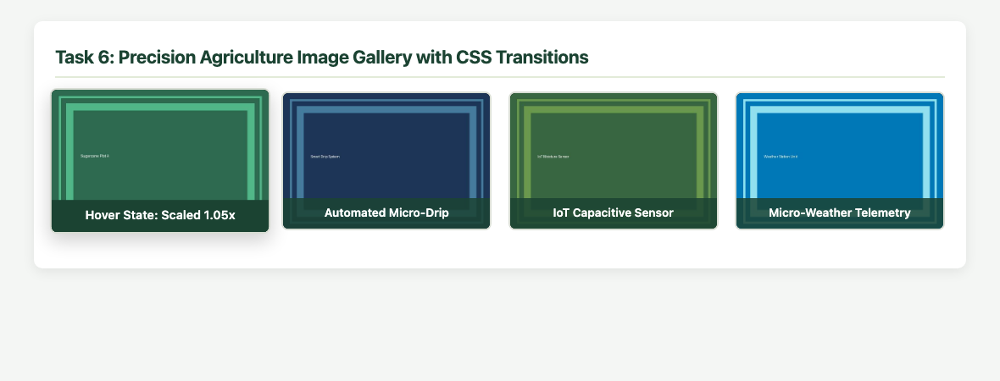 Task 6: Precision Agriculture Image Gallery with CSS Transitions
Sugarcane Plot 4
Smart Drip System
IoT Moisture Sensor
Weather Station Unit
Hover State: Scaled 1.05x
Automated Micro-Drip
IoT Capacitive Sensor
Micro-Weather Telemetry